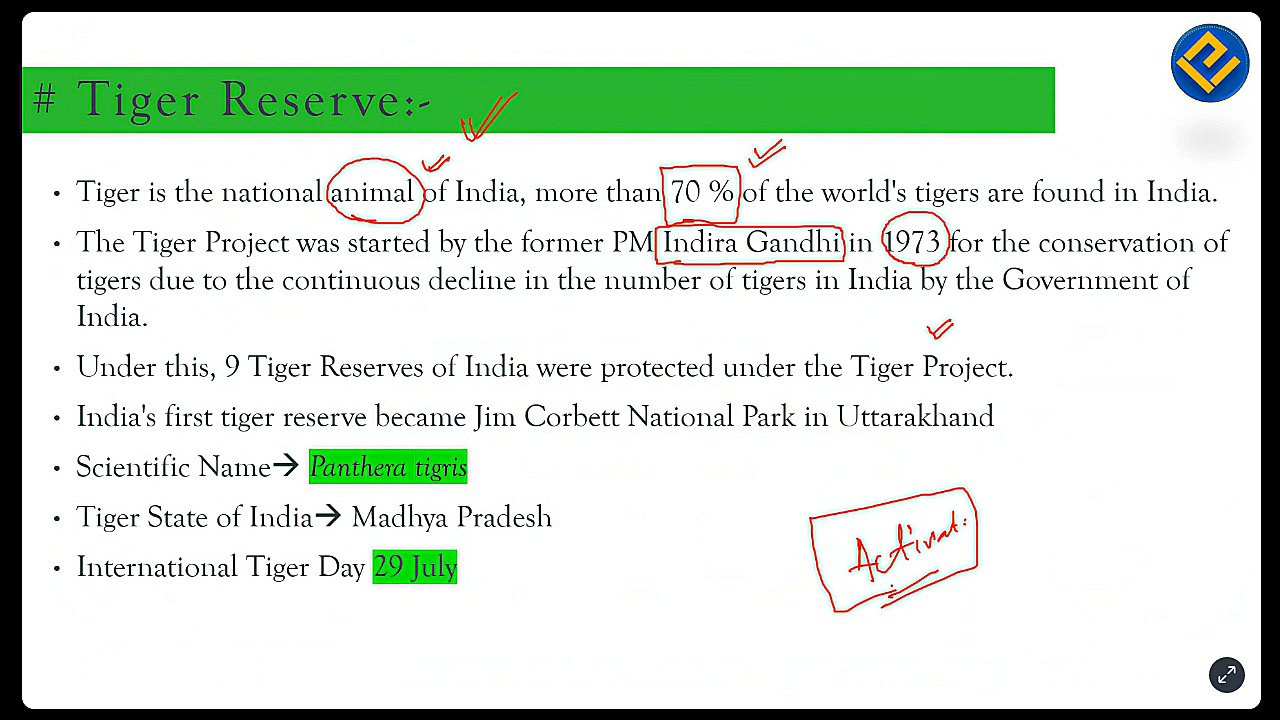 # Tiger Reserve:-
• Tiger is the national animal of India, more than 70 % of the world's tigers are found in India.
• The Tiger Project was started by the former PM Indira Gandhi in 1973 for the conservation of
tigers due to the continuous decline in the number of tigers in India by the Government of
India.
• Under this, 9 Tiger Reserves of India were protected under the Tiger Project.
• India's first tiger reserve became Jim Corbett National Park in Uttarakhand
• Scientific Name→ Panthera tigris
• Tiger State of India→ Madhya Pradesh
• International Tiger Day 29 July